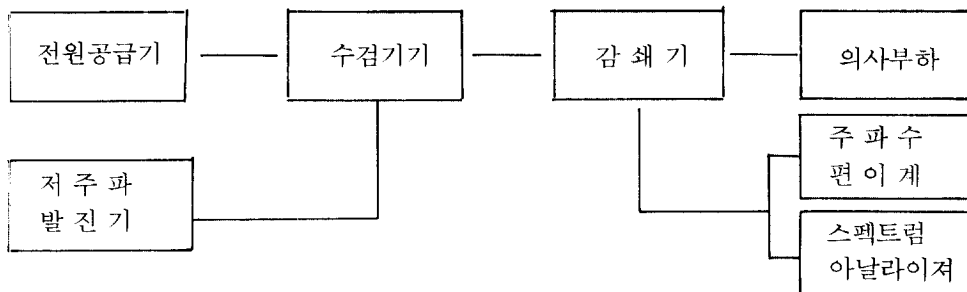 전원공급기
수검기기
감 쇄 기
의사부하
주 파 수
편 이 계
저 주 파
발 진 기
스펙트럼
아날라이져